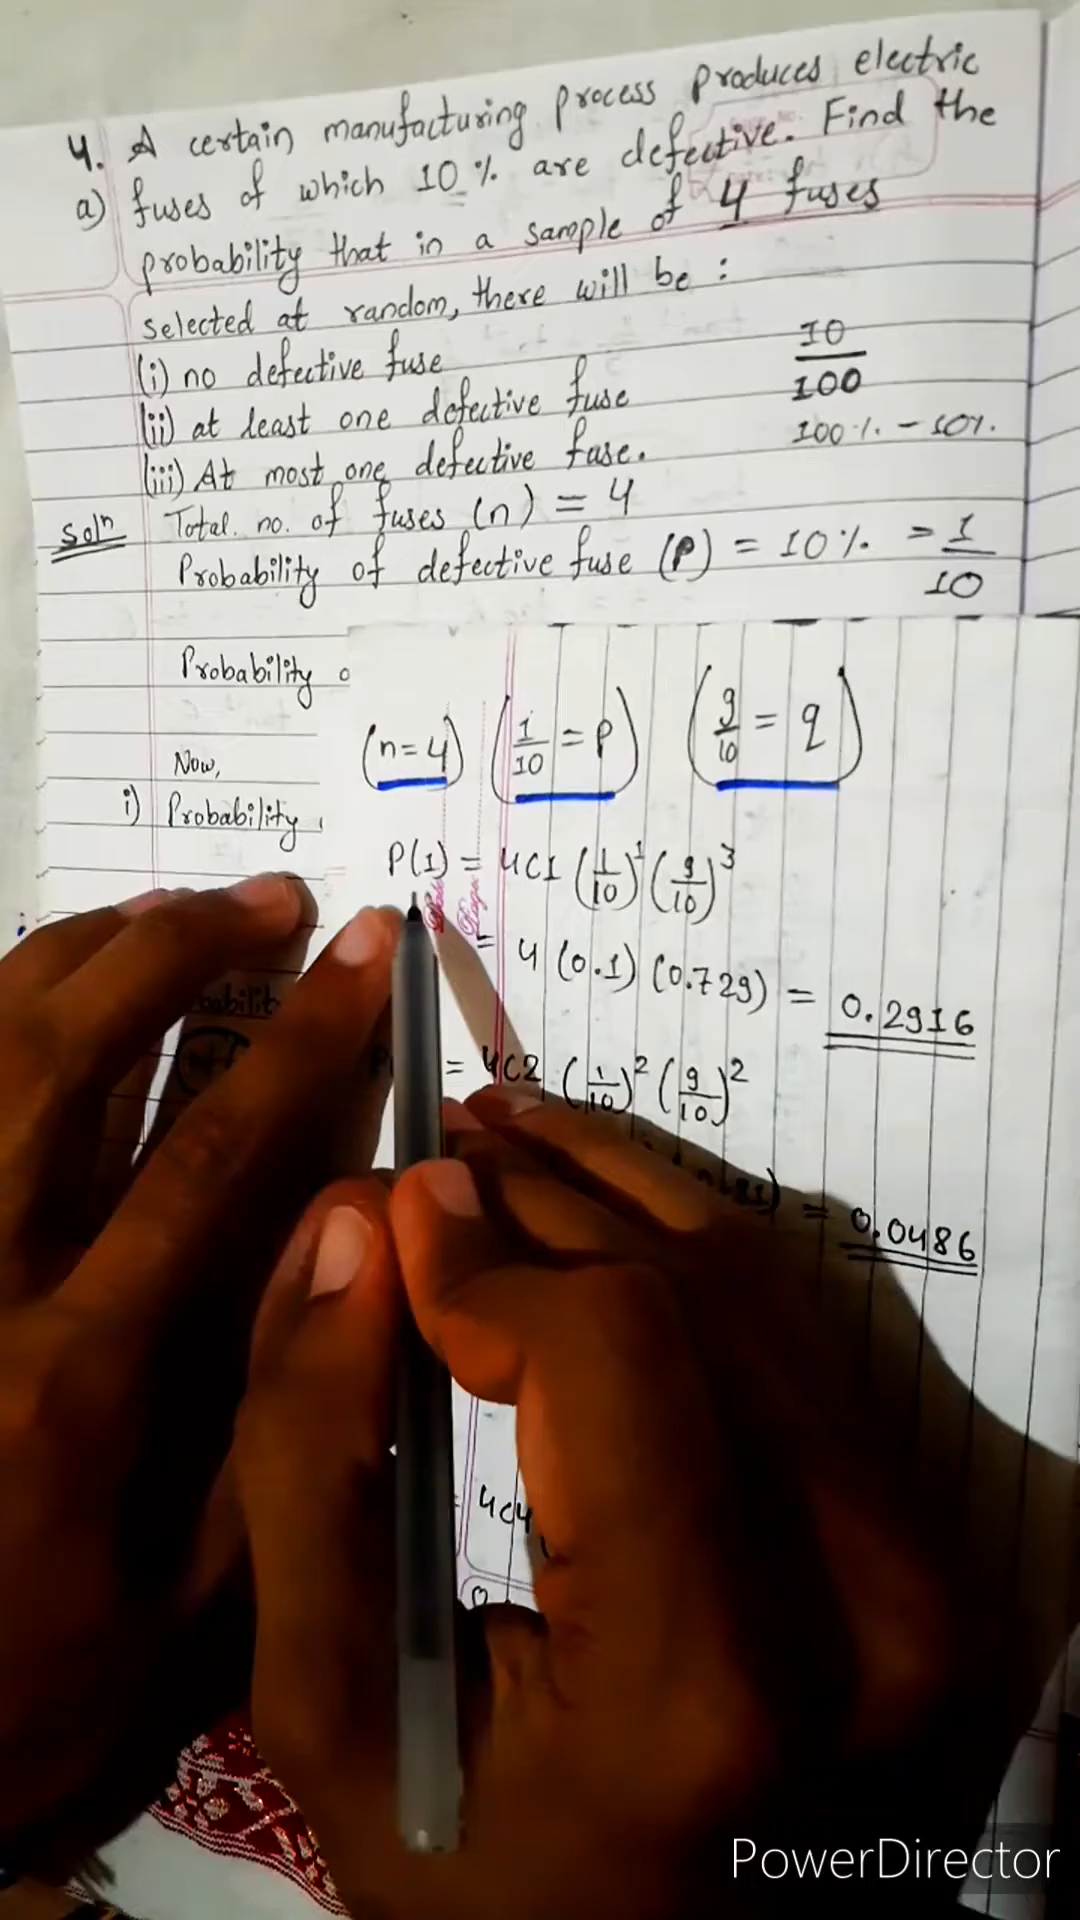 4. A certain manufacturing process produces electric
a) fuses of which 10 % are defective. Find the
probability that in a sample of 4 fuses
selected at random, there will be :
(i) no defective fuse
10
100
(ii) at least one defective fuse
100 % - 10%.
(iii) At most one defective fuse.
Soln Total. no. of fuses (n) = 4
Probability of defective fuse (P) = 10% = 1/10
Probability o
(n=4) (1/10 = P) (9/10 = q)
Now,
i) Probability
P(1) = 4C1 (1/10)^1 (9/10)^3
= 4 (0.1) (0.729) = 0.2916
= 4C2 (1/10)^2 (9/10)^2
= 0.0486
4C4
PowerDirector